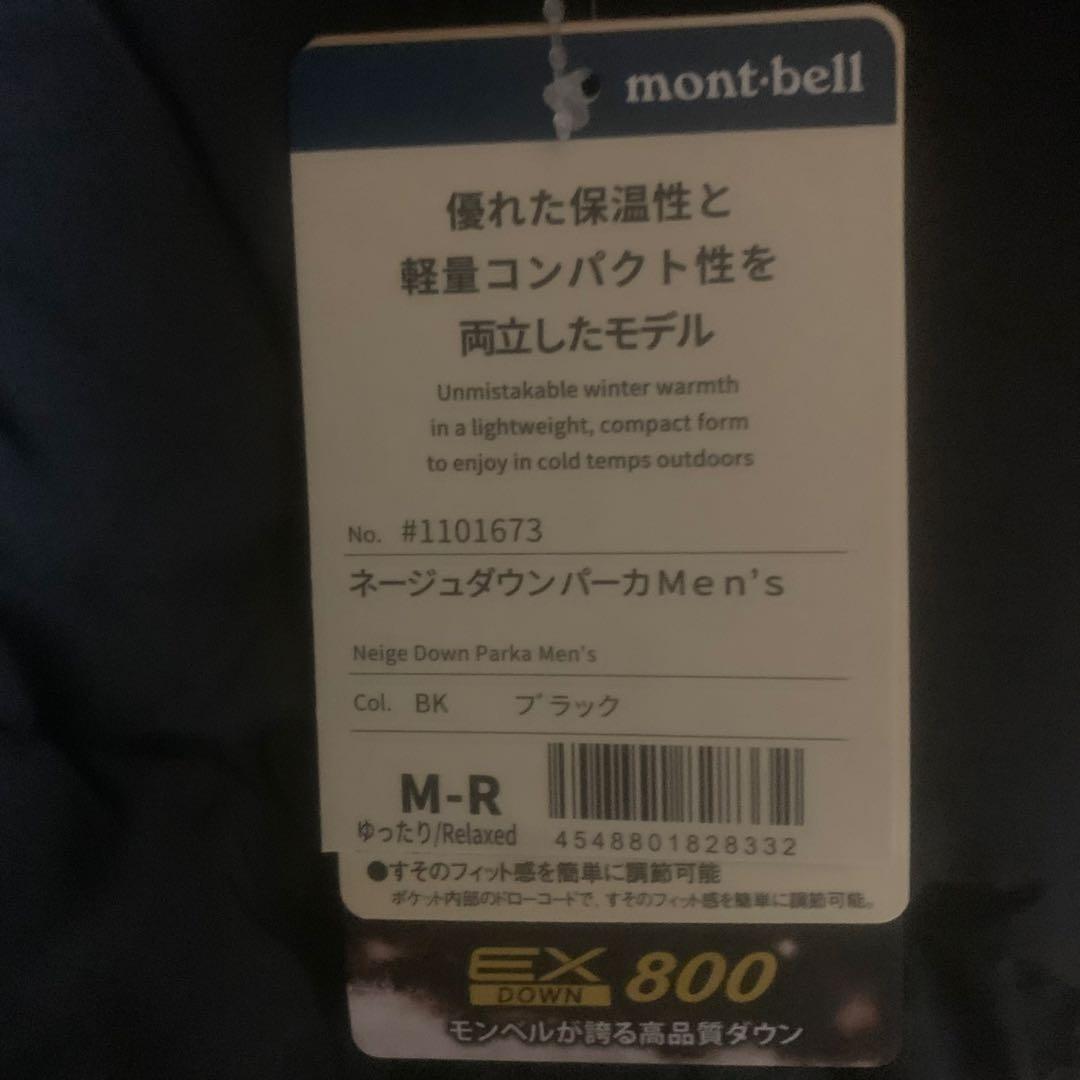 mont·bell
優れた保温性と
軽量コンパクト性を
両立したモデル
Unmistakable winter warmth
in a lightweight, compact form
to enjoy in cold temps outdoors
No. #1101673
ネージュダウンパーカMen's
Neige Down Parka Men's
Col. BK ブラック
M-R
ゆったり/Relaxed
4548801828332
●すそのフィット感を簡単に調節可能
ポケット内部のドローコードで、すそのフィット感を簡単に調節可能。
EX DOWN 800
モンベルが誇る高品質ダウン